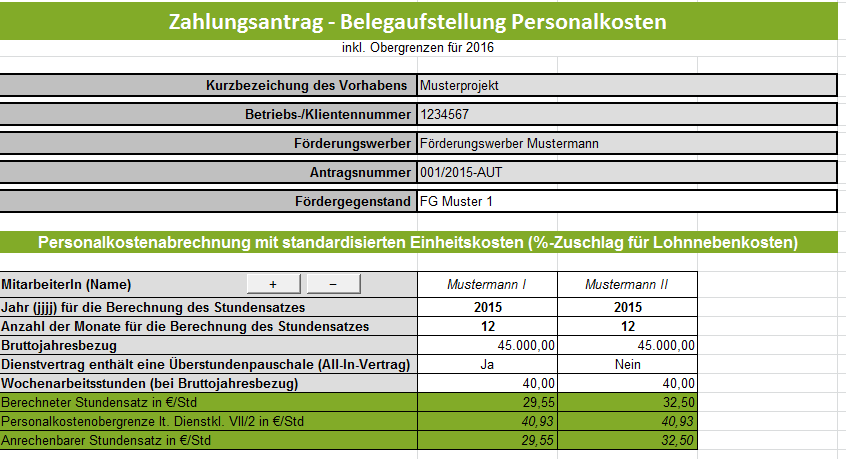 Zahlungsantrag - Belegaufstellung Personalkosten
inkl. Obergrenzen für 2016
Kurzbezeichung des Vorhabens Musterprojekt
Betriebs-/Klientennummer 1234567
Förderungswerber Förderungswerber Mustermann
Antragsnummer 001/2015-AUT
Fördergegenstand FG Muster 1
Personalkostenabrechnung mit standardisierten Einheitskosten (%-Zuschlag für Lohnnebenkosten)
MitarbeiterIn (Name) + − Mustermann I Mustermann II
Jahr (jjjj) für die Berechnung des Stundensatzes 2015 2015
Anzahl der Monate für die Berechnung des Stundensatzes 12 12
Bruttojahresbezug 45.000,00 45.000,00
Dienstvertrag enthält eine Überstundenpauschale (All-In-Vertrag) Ja Nein
Wochenarbeitsstunden (bei Bruttojahresbezug) 40,00 40,00
Berechneter Stundensatz in €/Std 29,55 32,50
Personalkostenobergrenze lt. Dienstkl. VII/2 in €/Std 40,93 40,93
Anrechenbarer Stundensatz in €/Std 29,55 32,50